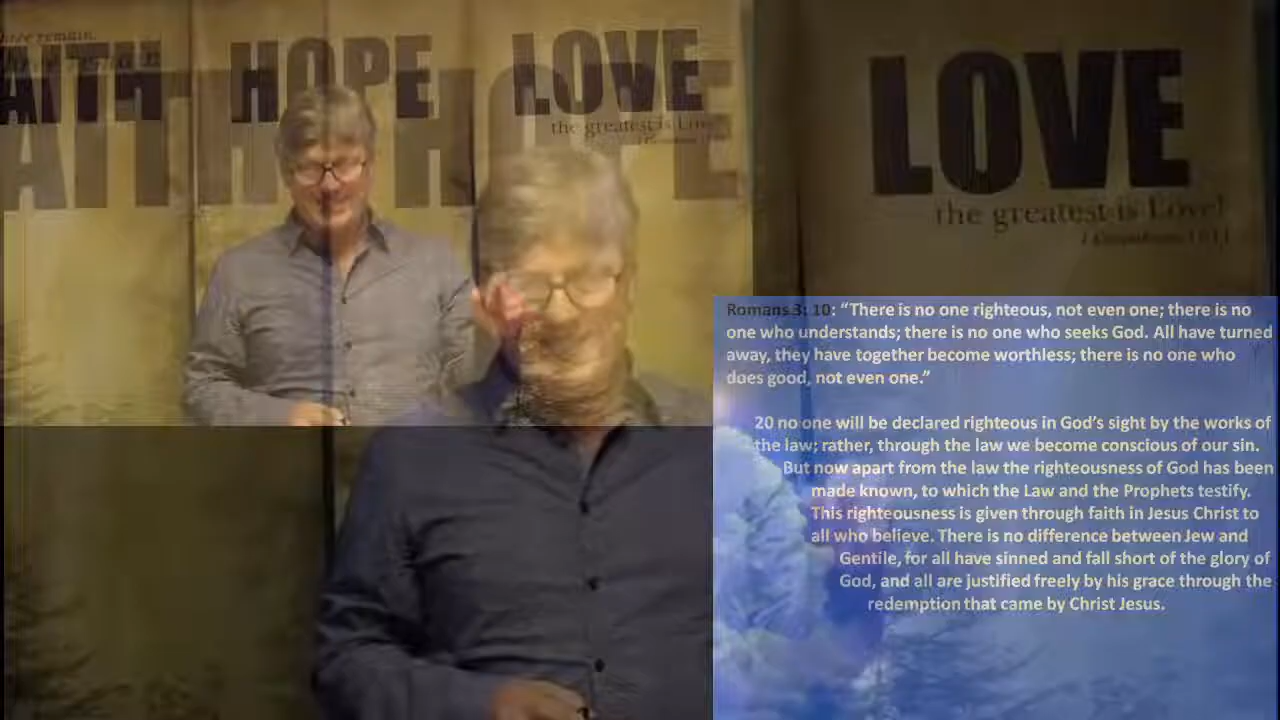 AITH HOPE LOVE
the greatest is Love
AITH HOPE
LOVE
the greatest is Love!
Romans 3: 10: “There is no one righteous, not even one; there is no
one who understands; there is no one who seeks God. All have turned
away, they have together become worthless; there is no one who
does good, not even one.”
20 no one will be declared righteous in God’s sight by the works of
the law; rather, through the law we become conscious of our sin.
But now apart from the law the righteousness of God has been
made known, to which the Law and the Prophets testify.
This righteousness is given through faith in Jesus Christ to
all who believe. There is no difference between Jew and
Gentile, for all have sinned and fall short of the glory of
God, and all are justified freely by his grace through the
redemption that came by Christ Jesus.